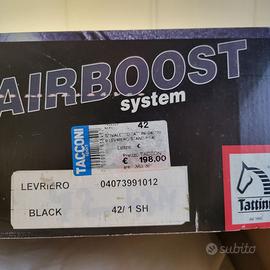 AIRBOOST
system
TACCONI
42
€ 198,00
LEVRIERO 04073991012
BLACK 42/ 1 SH
Tattini
subito